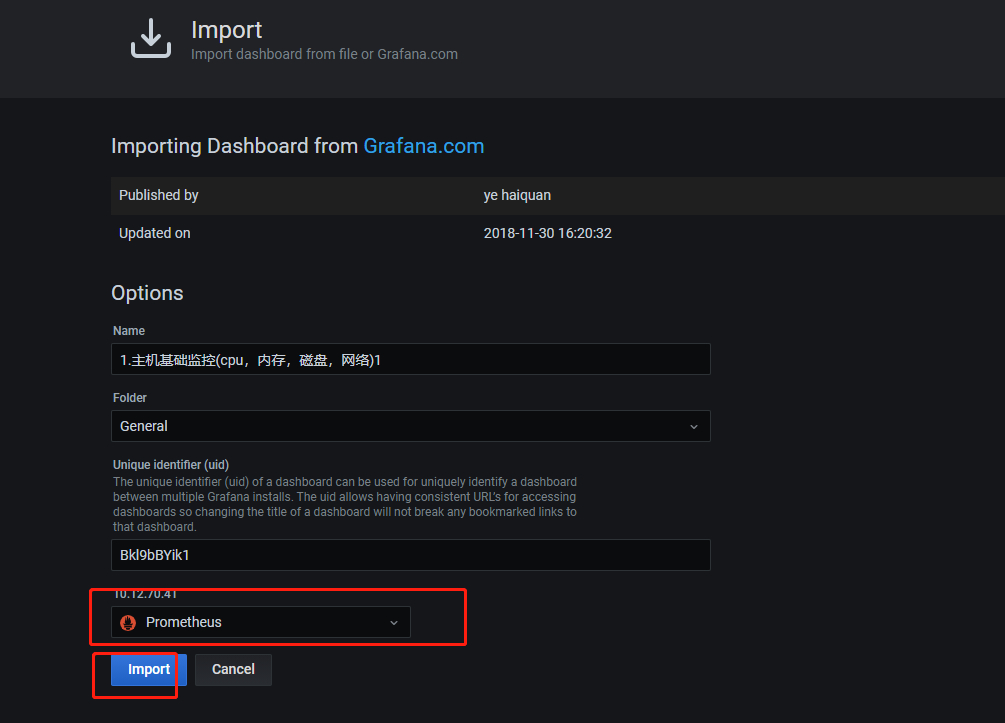 Import
Import dashboard from file or Grafana.com
Importing Dashboard from Grafana.com
Published by ye haiquan
Updated on 2018-11-30 16:20:32
Options
Name
1.主机基础监控(cpu，内存，磁盘，网络)1
Folder
General
Unique identifier (uid)
The unique identifier (uid) of a dashboard can be used for uniquely identify a dashboard
between multiple Grafana installs. The uid allows having consistent URL's for accessing
dashboards so changing the title of a dashboard will not break any bookmarked links to
that dashboard.
Bkl9bBYik1
10.12.70.41
Prometheus
Import Cancel